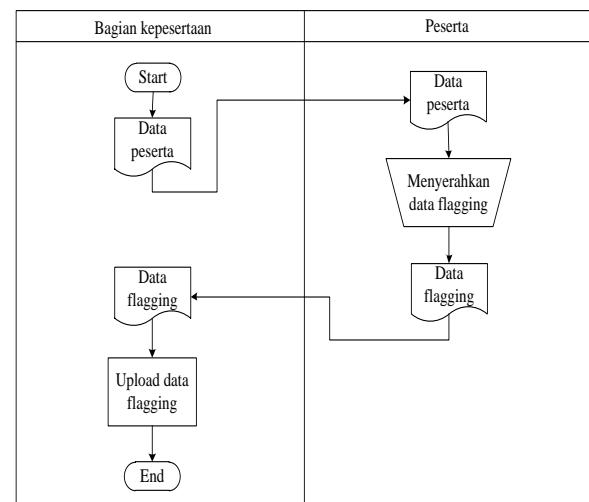 Bagian kepesertaan
Peserta
Start
Data
peserta
Data
peserta
Menyerahkan
data flagging
Data
flagging
Data
flagging
Upload data
flagging
End